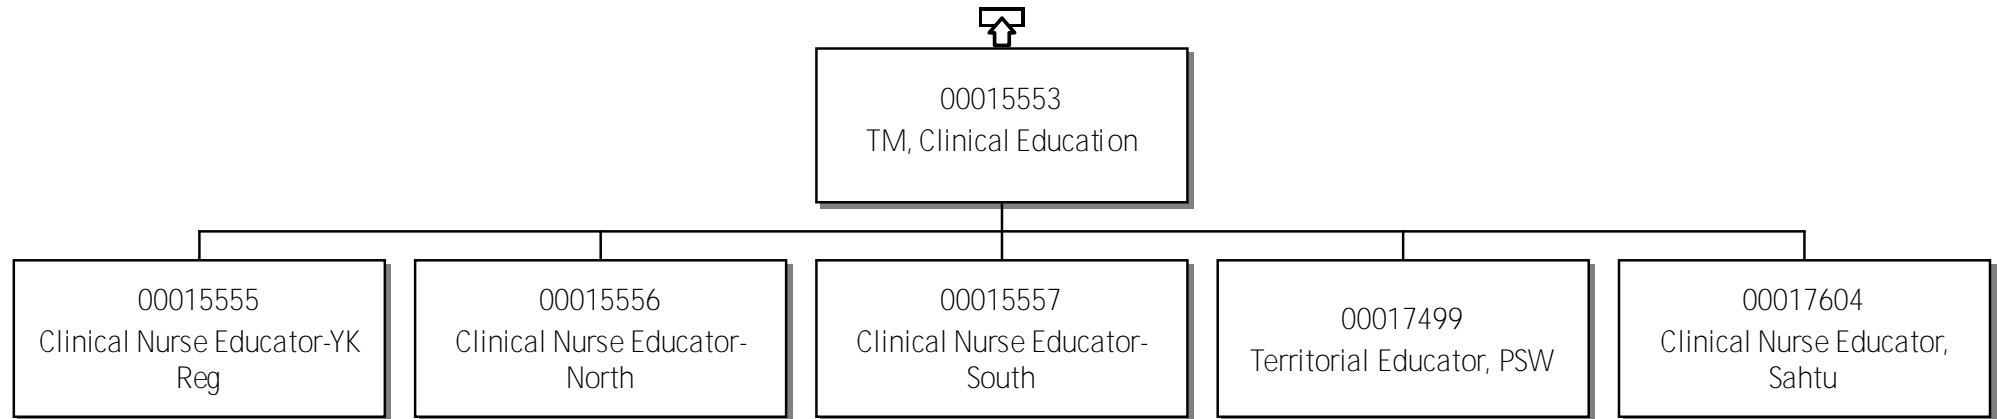 00015553
TM, Clinical Education
00015555
Clinical Nurse Educator-YK
Reg
00015556
Clinical Nurse Educator-
North
00015557
Clinical Nurse Educator-
South
00017499
Territorial Educator, PSW
00017604
Clinical Nurse Educator,
Sahtu